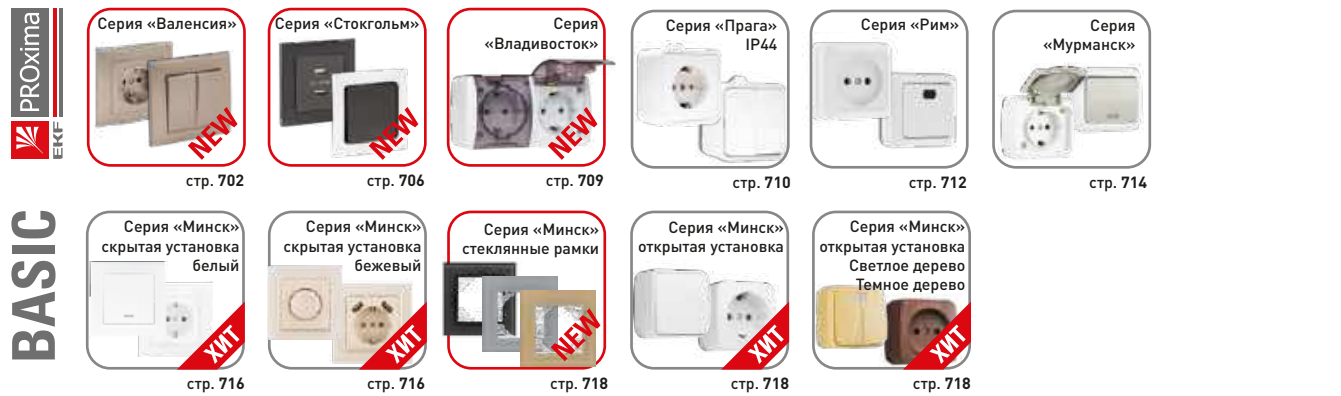 PROxima
EKF
Серия «Валенсия»
NEW
стр. 702
Серия «Стокгольм»
NEW
стр. 706
Серия
«Владивосток»
NEW
стр. 709
Серия «Прага»
IP44
стр. 710
Серия «Рим»
стр. 712
Серия
«Мурманск»
стр. 714
BASIC
Серия «Минск»
скрытая установка
белый
ХИТ
стр. 716
Серия «Минск»
скрытая установка
бежевый
ХИТ
стр. 716
Серия «Минск»
стеклянные рамки
NEW
стр. 718
Серия «Минск»
открытая установка
ХИТ
стр. 718
Серия «Минск»
открытая установка
Светлое дерево
Темное дерево
ХИТ
стр. 718